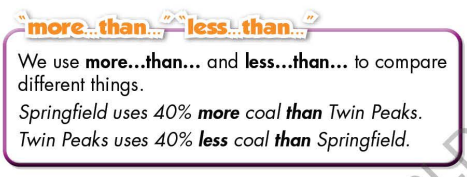 "more...than..." "less...than..."
We use more...than... and less...than... to compare
different things.
Springfield uses 40% more coal than Twin Peaks.
Twin Peaks uses 40% less coal than Springfield.